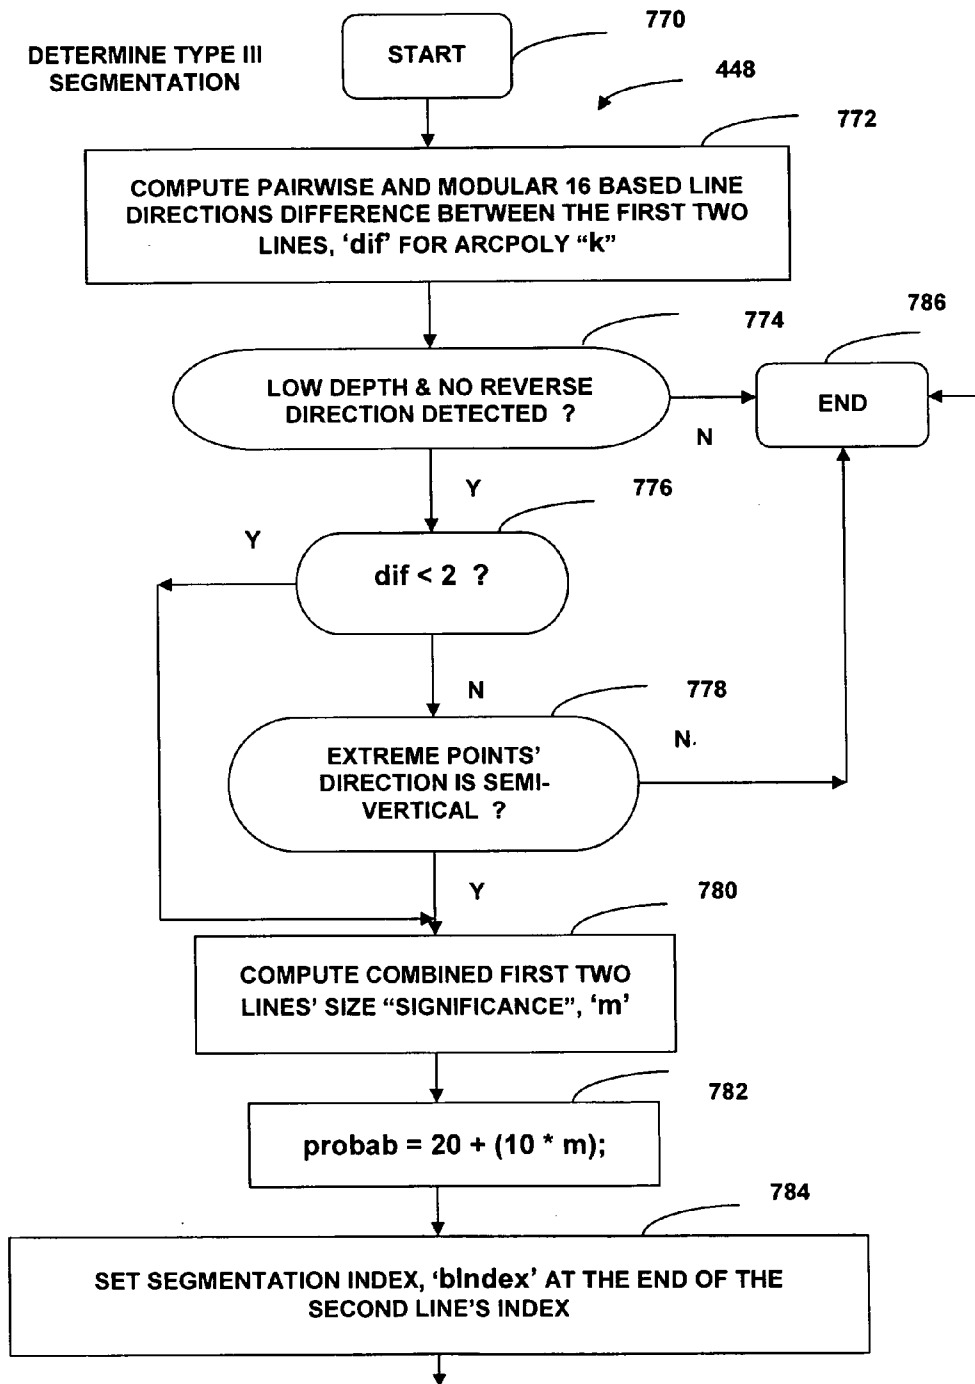 770
START
DETERMINE TYPE III
SEGMENTATION
448
772
COMPUTE PAIRWISE AND MODULAR 16 BASED LINE
DIRECTIONS DIFFERENCE BETWEEN THE FIRST TWO
LINES, ‘dif’ FOR ARCPOLY “k”
786
774
LOW DEPTH & NO REVERSE
DIRECTION DETECTED ?
END
N
Y
776
Y
dif < 2 ?
N
778
N.
EXTREME POINTS’
DIRECTION IS SEMI-
VERTICAL ?
Y
780
COMPUTE COMBINED FIRST TWO
LINES’ SIZE “SIGNIFICANCE”, ‘m’
782
probab = 20 + (10 * m);
784
SET SEGMENTATION INDEX, ‘bIndex’ AT THE END OF THE
SECOND LINE’S INDEX